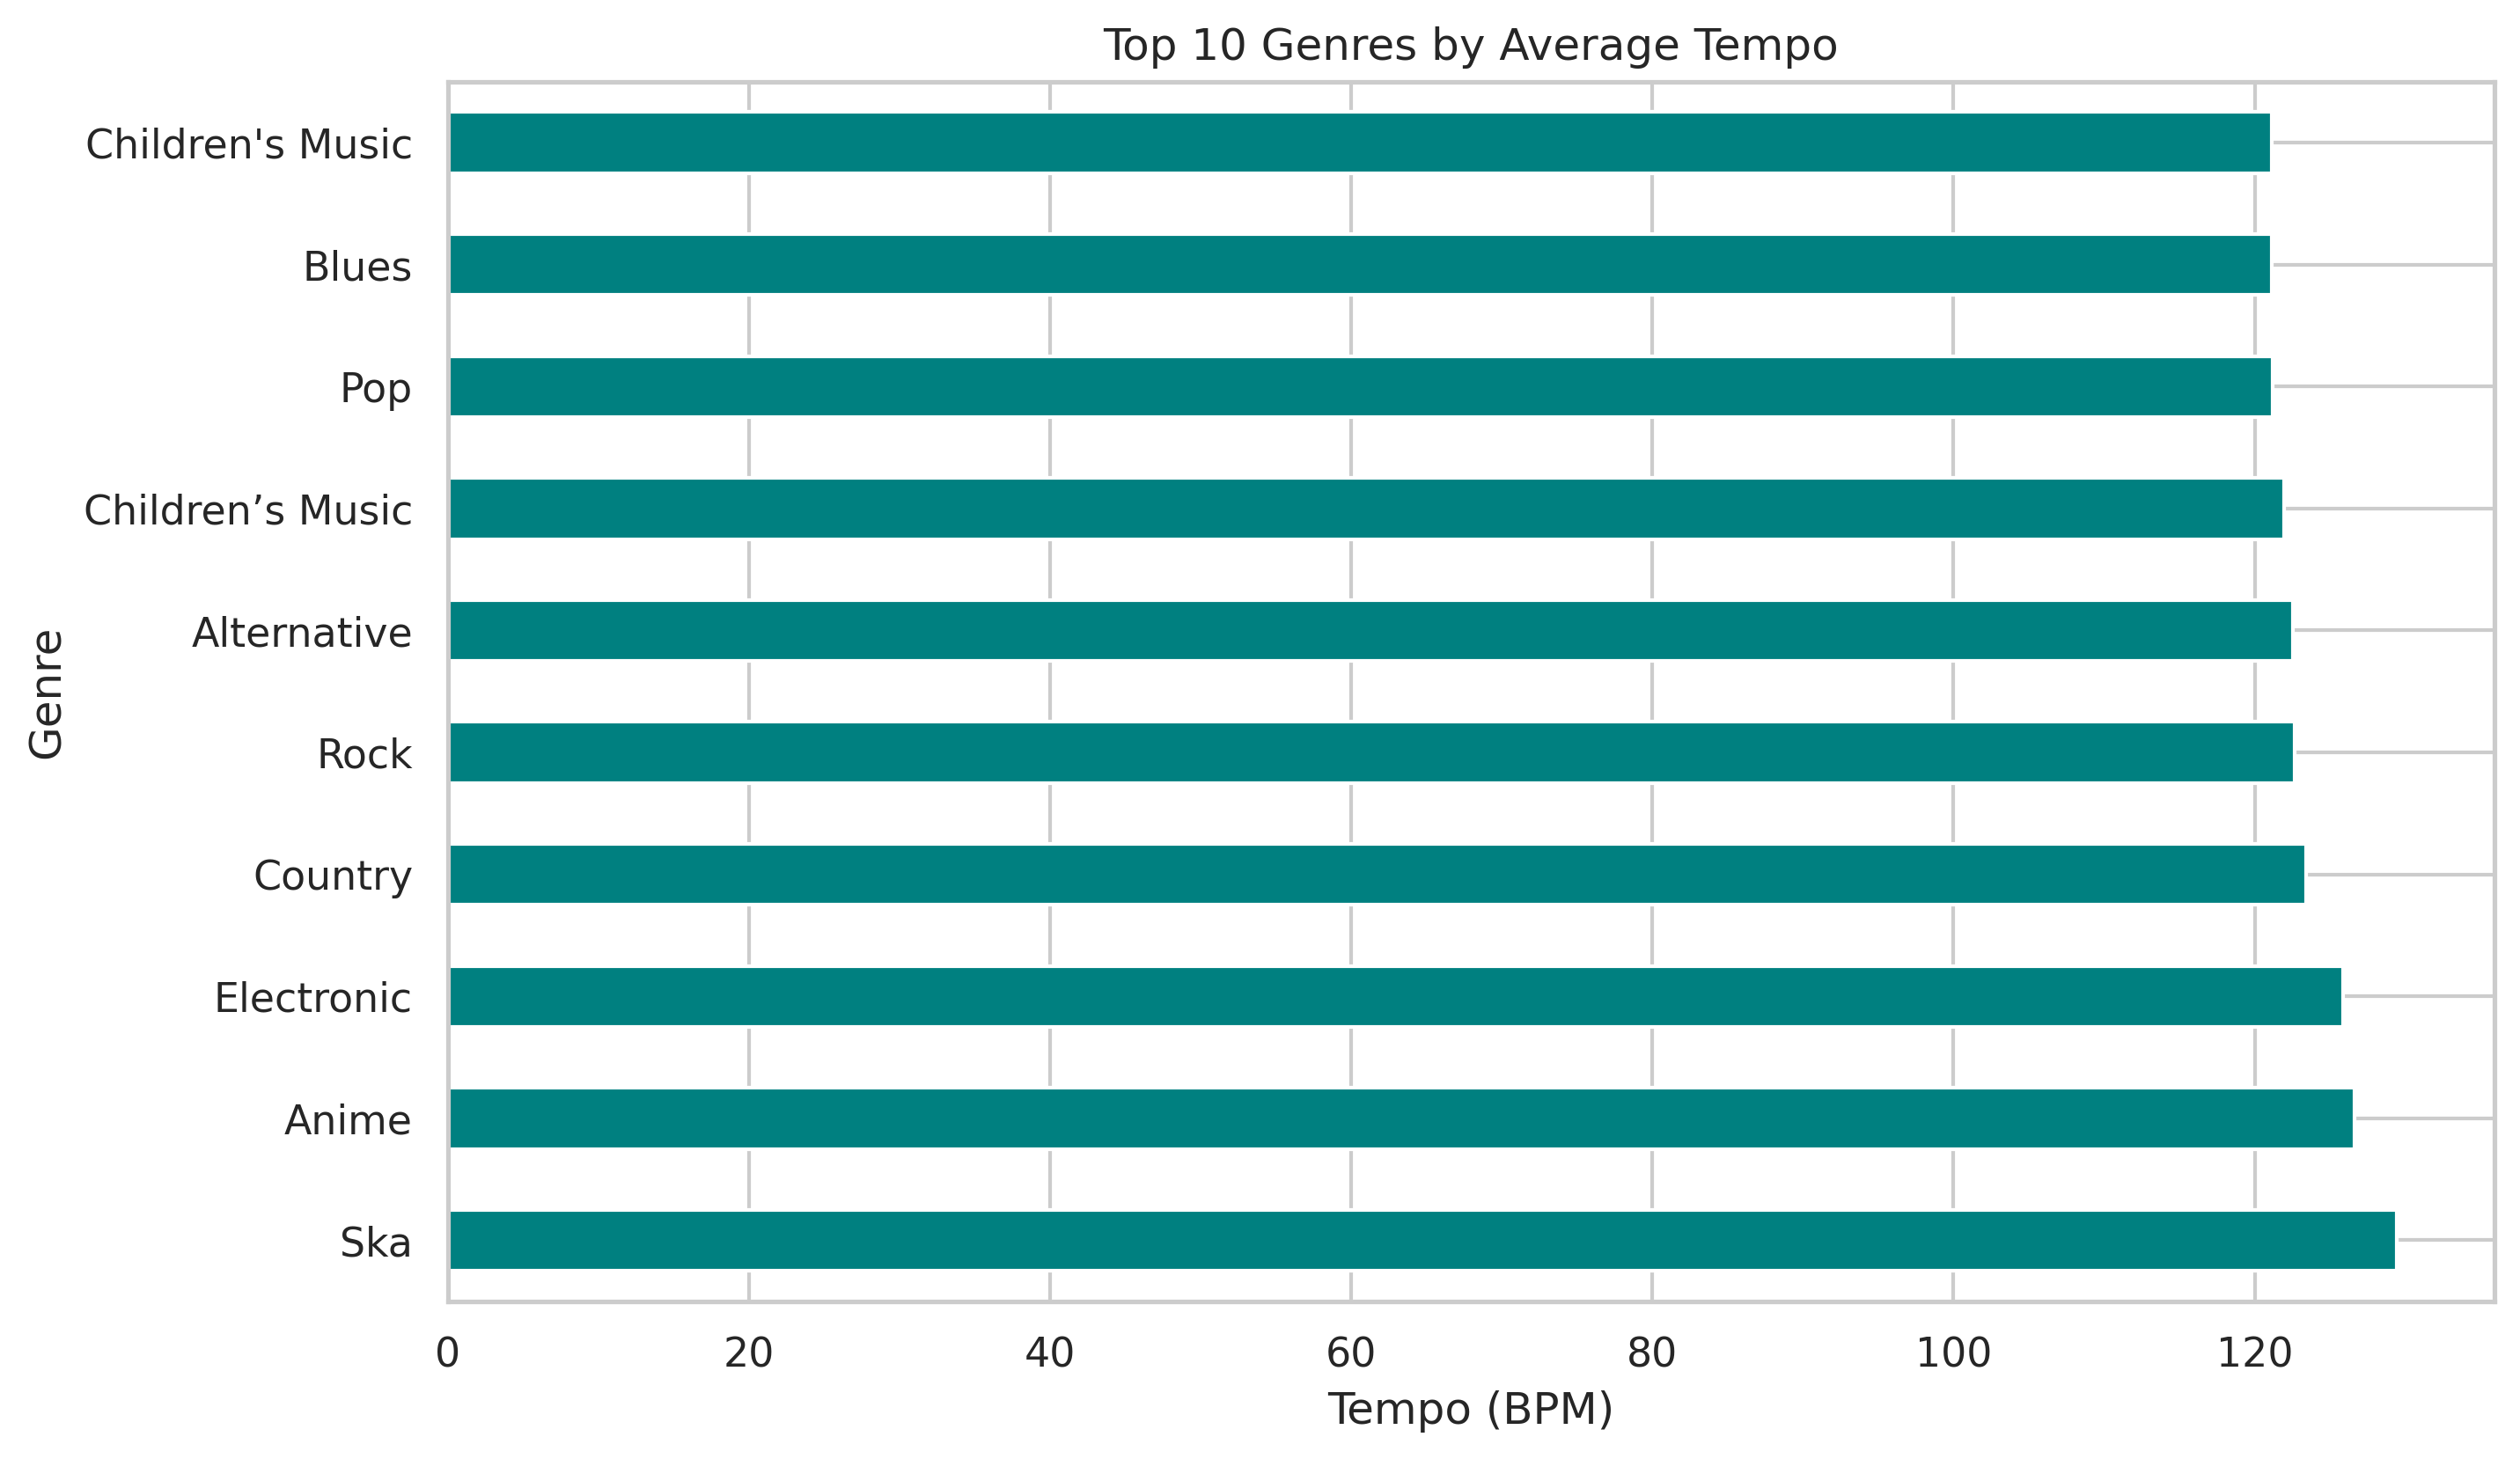 Top 10 Genres by Average Tempo
Children's Music
Blues
Pop
Children’s Music
Alternative
Rock
Country
Electronic
Anime
Ska
Genre
0 20 40 60 80 100 120
Tempo (BPM)